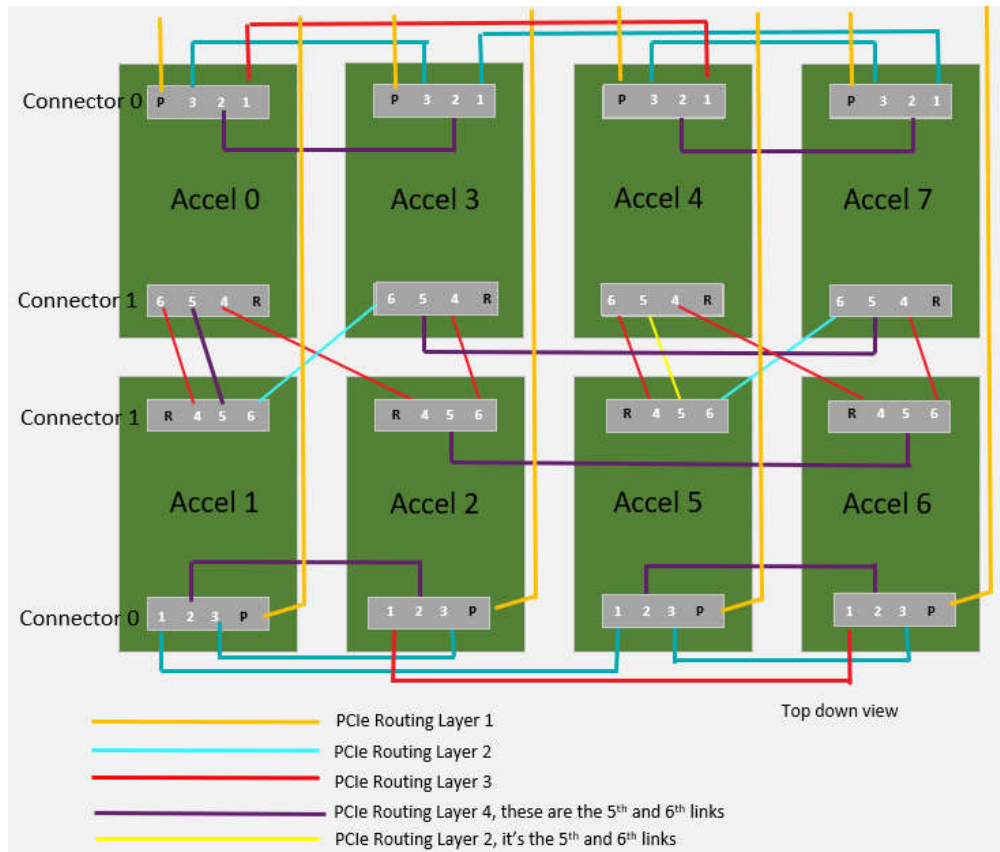 Connector 0 P 3 2 1 P 3 2 1 P 3 2 1 P 3 2 1
Accel 0 Accel 3 Accel 4 Accel 7
Connector 1 6 5 4 R 6 5 4 R 6 5 4 R 6 5 4 R
Connector 1 R 4 5 6 R 4 5 6 R 4 5 6 R 4 5 6
Accel 1 Accel 2 Accel 5 Accel 6
Connector 0 1 2 3 P 1 2 3 P 1 2 3 P 1 2 3 P
Top down view
PCIe Routing Layer 1
PCIe Routing Layer 2
PCIe Routing Layer 3
PCIe Routing Layer 4, these are the 5th and 6th links
PCIe Routing Layer 2, it's the 5th and 6th links